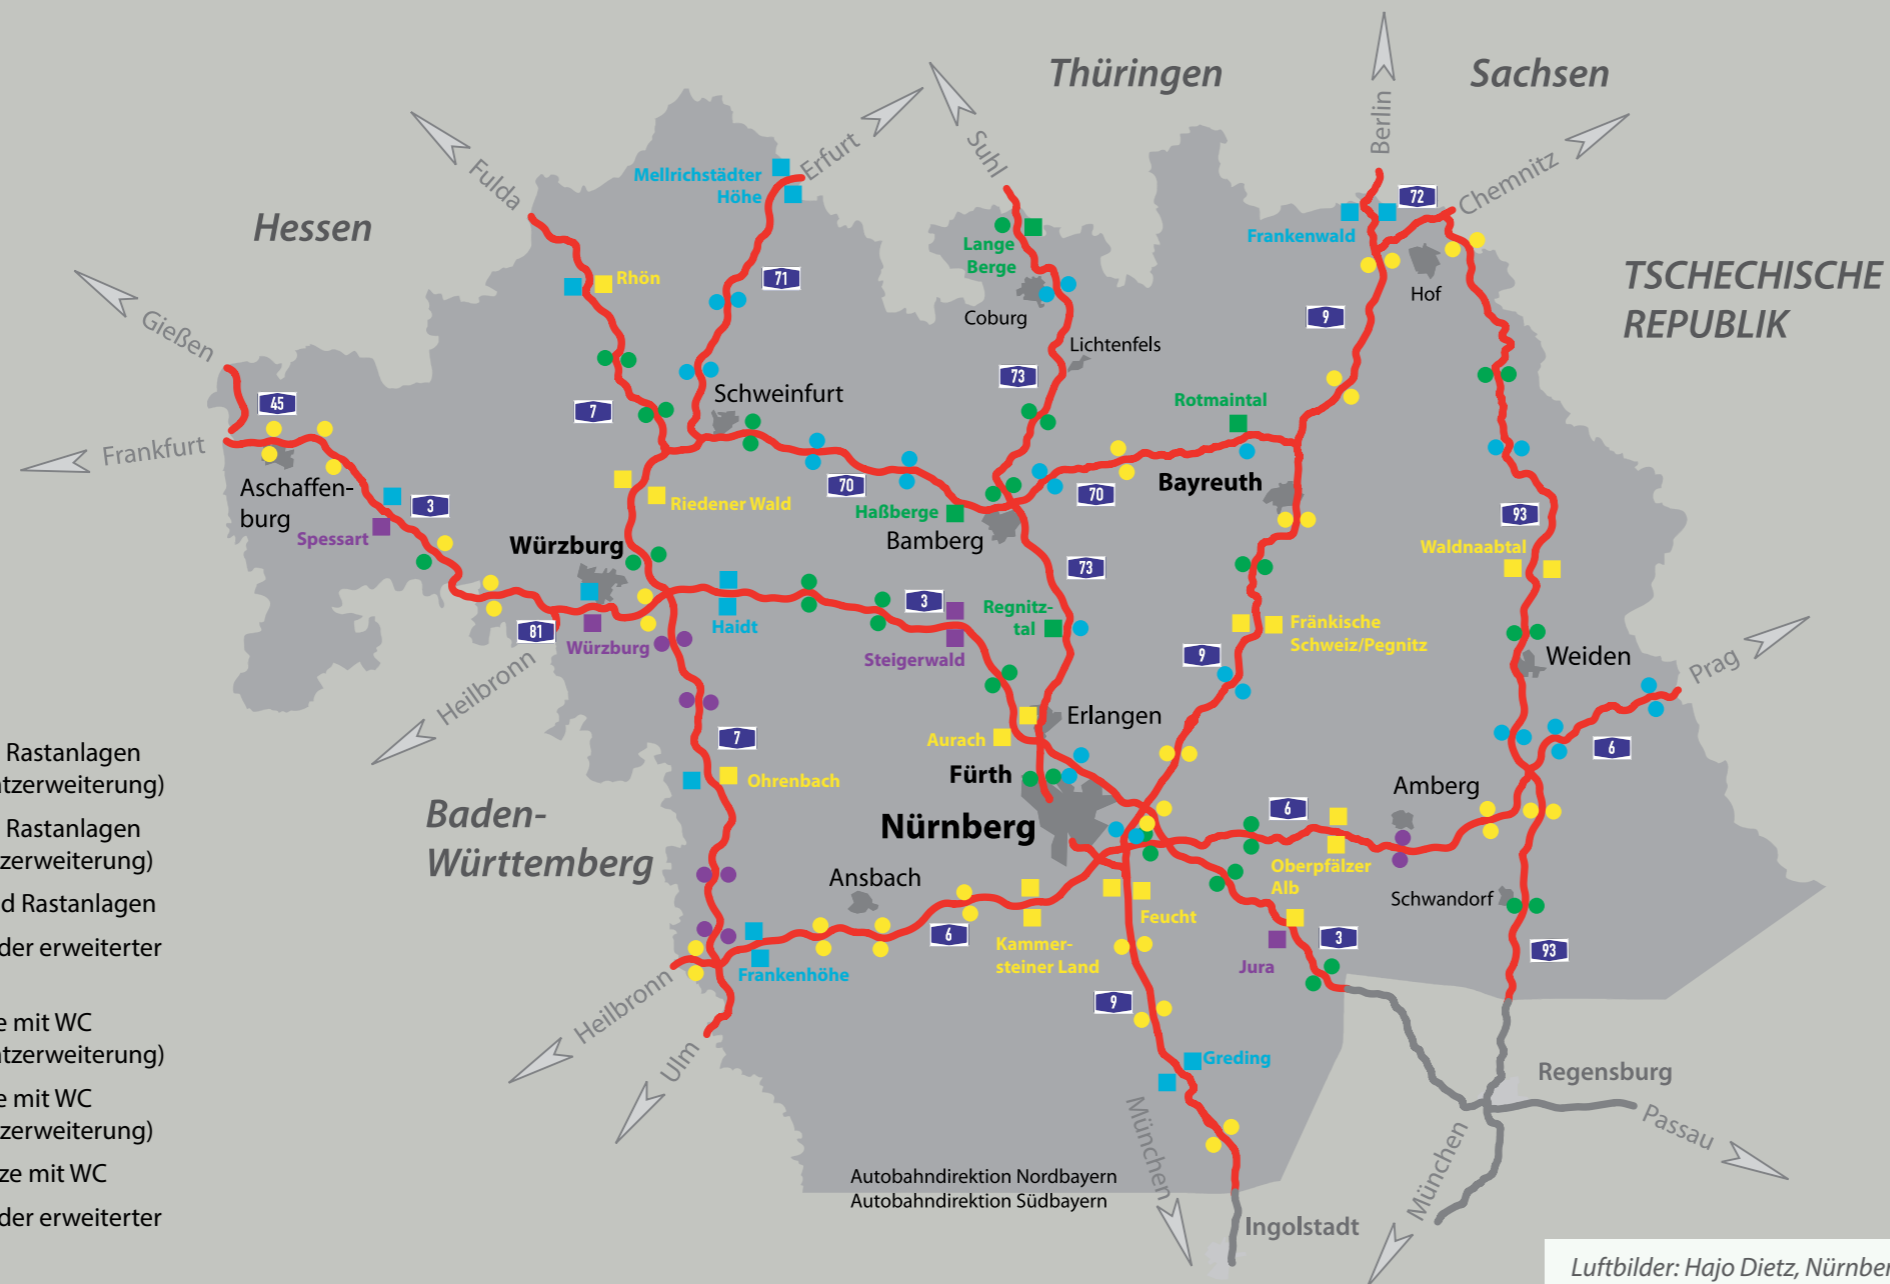 Thüringen
Sachsen
Berlin
Chemnitz
Suhl
Erfurt
Fulda
Mellrichstädter
Höhe
72
Hessen
Lange
Berge
Frankenwald
TSCHECHISCHE
REPUBLIK
Rhön
71
Hof
Gießen
Coburg
9
Lichtenfels
73
45
7
Schweinfurt
Rotmaintal
Frankfurt
Aschaffen-
burg
3
Spessart
Riedener Wald
70
Haßberge
Bamberg
70
Bayreuth
93
Waldnaabtal
Würzburg
73
81
Würzburg
Haidt
3
Steigerwald
Regnitz-
tal
Fränkische
Schweiz/Pegnitz
9
Weiden
Prag
Heilbronn
7
Aurach
Erlangen
6
Rastanlagen
tzerweiterung)
Ohrenbach
Fürth
Amberg
Baden-
Württemberg
Nürnberg
6
Rastanlagen
zerweiterung)
Oberpfälzer
Alb
Ansbach
d Rastanlagen
Schwandorf
der erweiterter
6
Kammer-
steiner Land
Feucht
Jura
3
93
Frankenhöhe
Heilbronn
9
e mit WC
tzerweiterung)
Ulm
Greding
Regensburg
e mit WC
zerweiterung)
München
München
Passau
ze mit WC
Autobahndirektion Nordbayern
Autobahndirektion Südbayern
der erweiterter
Ingolstadt
Luftbilder: Hajo Dietz, Nürnber